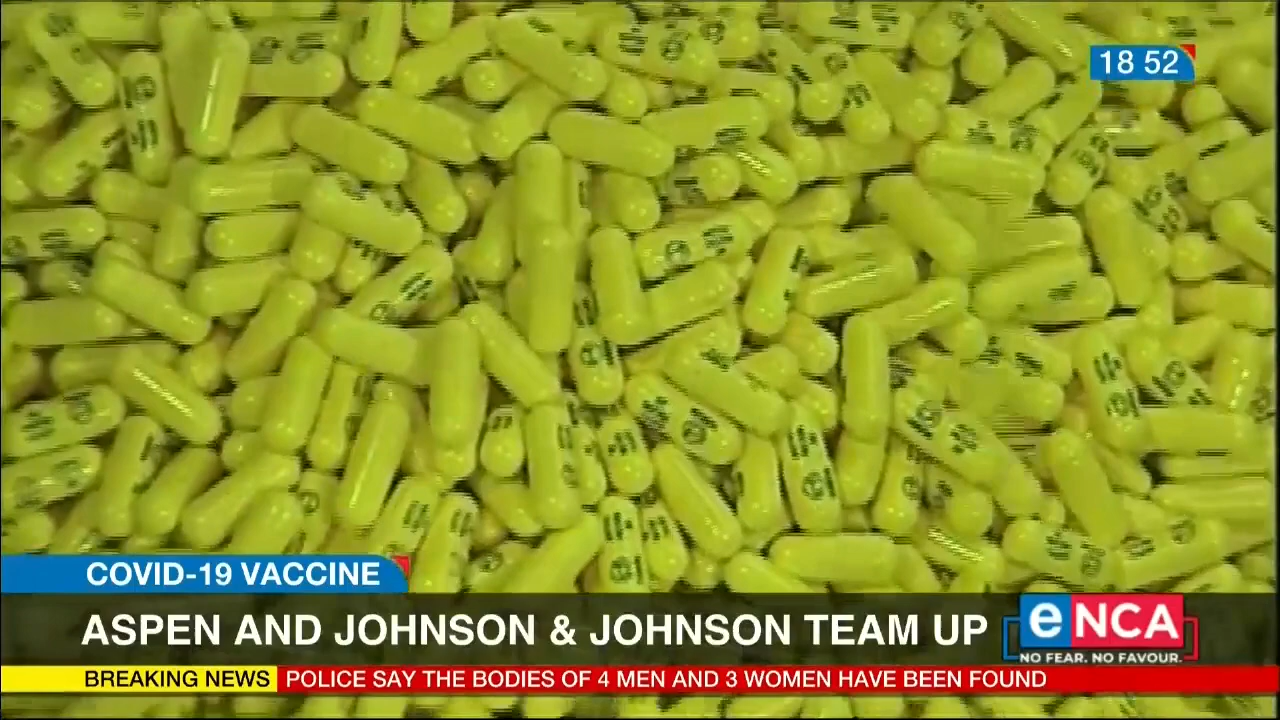 18 52
COVID-19 VACCINE
ASPEN AND JOHNSON & JOHNSON TEAM UP
eNCA
NO FEAR. NO FAVOUR.
BREAKING NEWS POLICE SAY THE BODIES OF 4 MEN AND 3 WOMEN HAVE BEEN FOUND